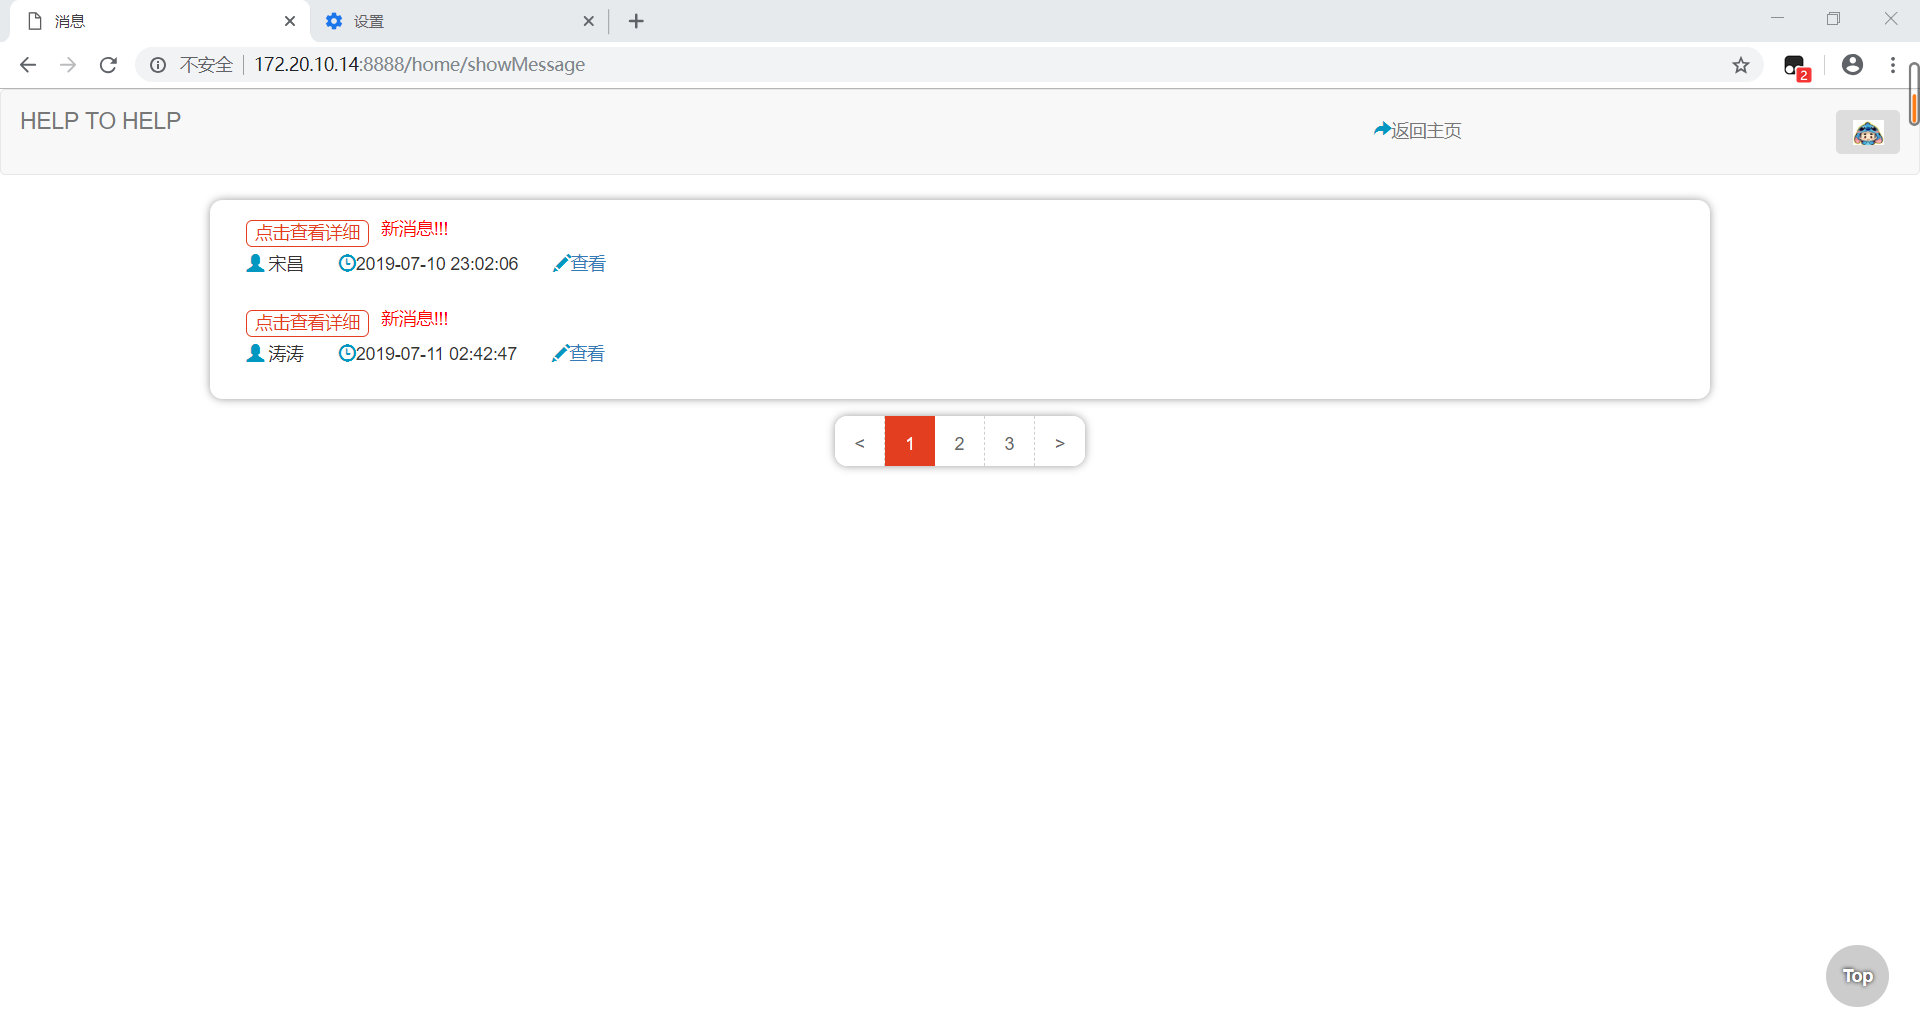 消息
设置
不安全
172.20.10.14:8888/home/showMessage
2
HELP TO HELP
返回主页
点击查看详细 新消息!!!
宋昌 2019-07-10 23:02:06 查看
点击查看详细 新消息!!!
涛涛 2019-07-11 02:42:47 查看
< 1 2 3 >
Top